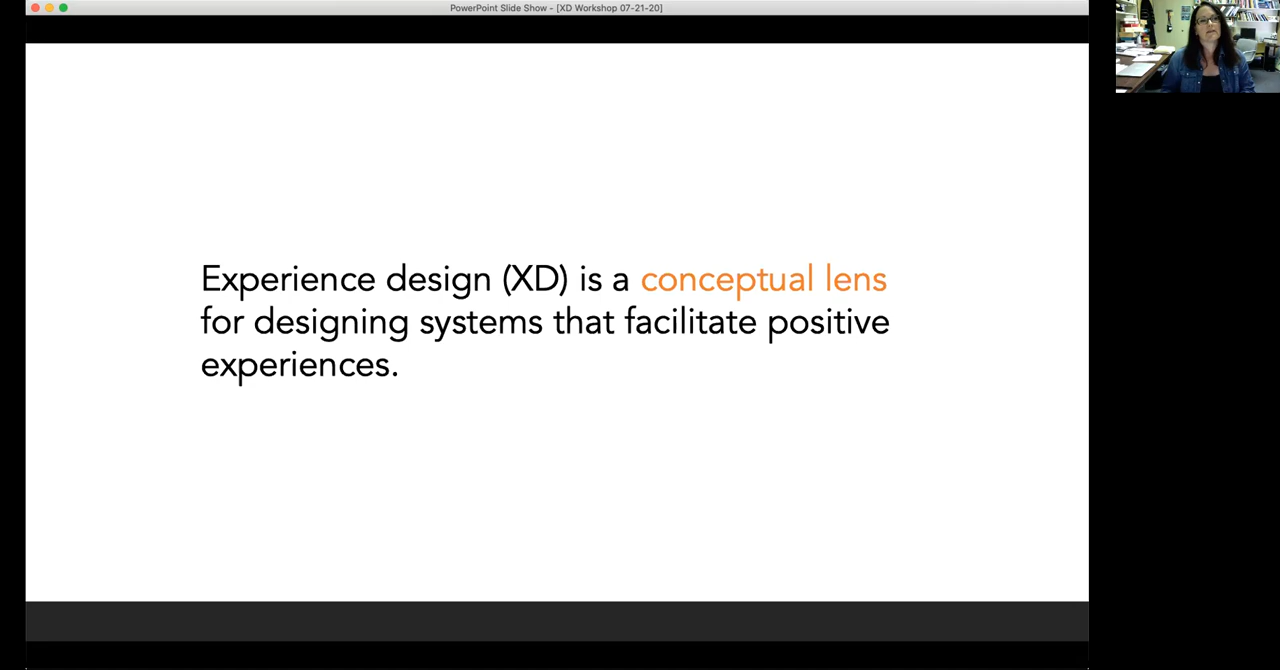 PowerPoint Slide Show - [XD Workshop 07-21-20]
Experience design (XD) is a conceptual lens
for designing systems that facilitate positive
experiences.